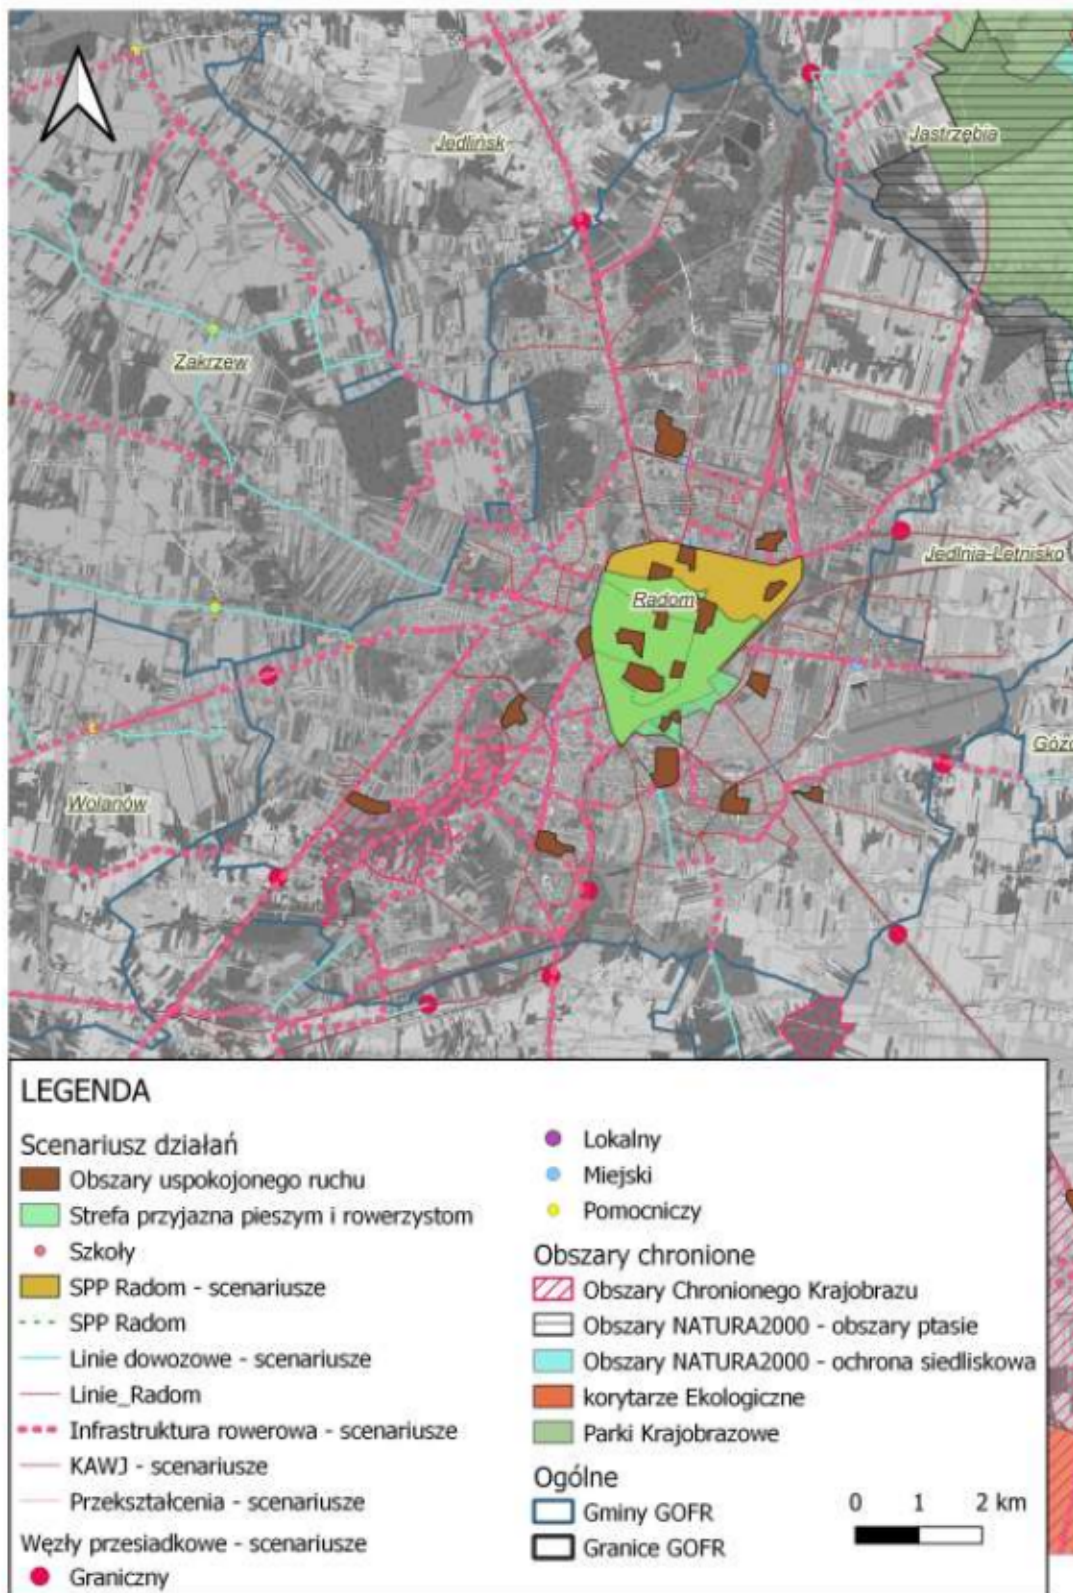 Jedlińsk
Jastrzębia
Zakrzew
Jedlnia-Letnisko
Radom
Wolanów
LEGENDA
Scenariusz działań
Obszary uspokojonego ruchu
Strefa przyjazna pieszym i rowerzystom
Szkoły
SPP Radom - scenariusze
SPP Radom
Linie dowozowe - scenariusze
Linie_Radom
Infrastruktura rowerowa - scenariusze
KAWJ - scenariusze
Przekształcenia - scenariusze
Węzły przesiadkowe - scenariusze
Graniczny
Lokalny
Miejski
Pomocniczy
Obszary chronione
Obszary Chronionego Krajobrazu
Obszary NATURA2000 - obszary ptasie
Obszary NATURA2000 - ochrona siedliskowa
korytarze Ekologiczne
Parki Krajobrazowe
Ogólne
Gminy GOFR
Granice GOFR
0 1 2 km